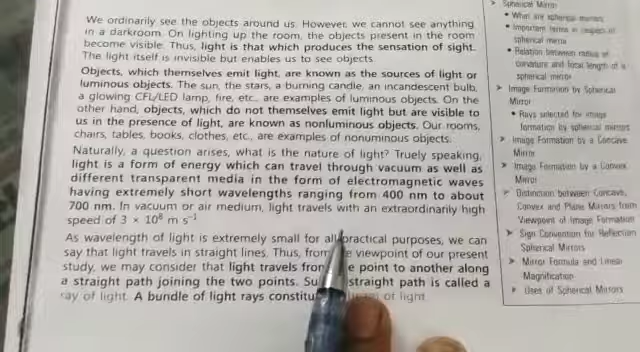 We ordinarily see the objects around us. However, we cannot see anything
in a darkroom. On lighting up the room, the objects present in the room
become visible. Thus, light is that which produces the sensation of sight.
The light itself is invisible but enables us to see objects.
Objects, which themselves emit light, are known as the sources of light or
luminous objects. The sun, the stars, a burning candle, an incandescent bulb,
a glowing CFL/LED lamp, fire, etc., are examples of luminous objects. On the
other hand, objects, which do not themselves emit light but are visible to
us in the presence of light, are known as nonluminous objects. Our rooms,
chairs, tables, books, clothes, etc., are examples of nonuminous objects.
Naturally, a question arises, what is the nature of light? Truely speaking,
light is a form of energy which can travel through vacuum as well as
different transparent media in the form of electromagnetic waves
having extremely short wavelengths ranging from 400 nm to about
700 nm. In vacuum or air medium, light travels with an extraordinarily high
speed of 3 × 10⁸ m s⁻¹
As wavelength of light is extremely small for all practical purposes, we can
say that light travels in straight lines. Thus, from viewpoint of our present
study, we may consider that light travels point to another along
a straight path joining the two points. straight path is called a
ray of light. A bundle of light rays of light
➤ Spherical Mirror
• What are spherical mirrors
• Important terms in respect of
spherical mirror
• Relation between radius of
curvature and focal length of a
spherical mirror
➤ Image Formation by Spherical
Mirror
• Rays selected for image
formation by spherical mirrors
➤ Image Formation by a Concave
Mirror
➤ Image Formation by a Convex
Mirror
➤ Distinction between Concave,
Convex and Plane Mirrors from
Viewpoint of Image Formation
➤ Sign Convention for Reflection
Spherical Mirrors
➤ Mirror Formula and Linear
Magnification
➤ Uses of Spherical Mirrors